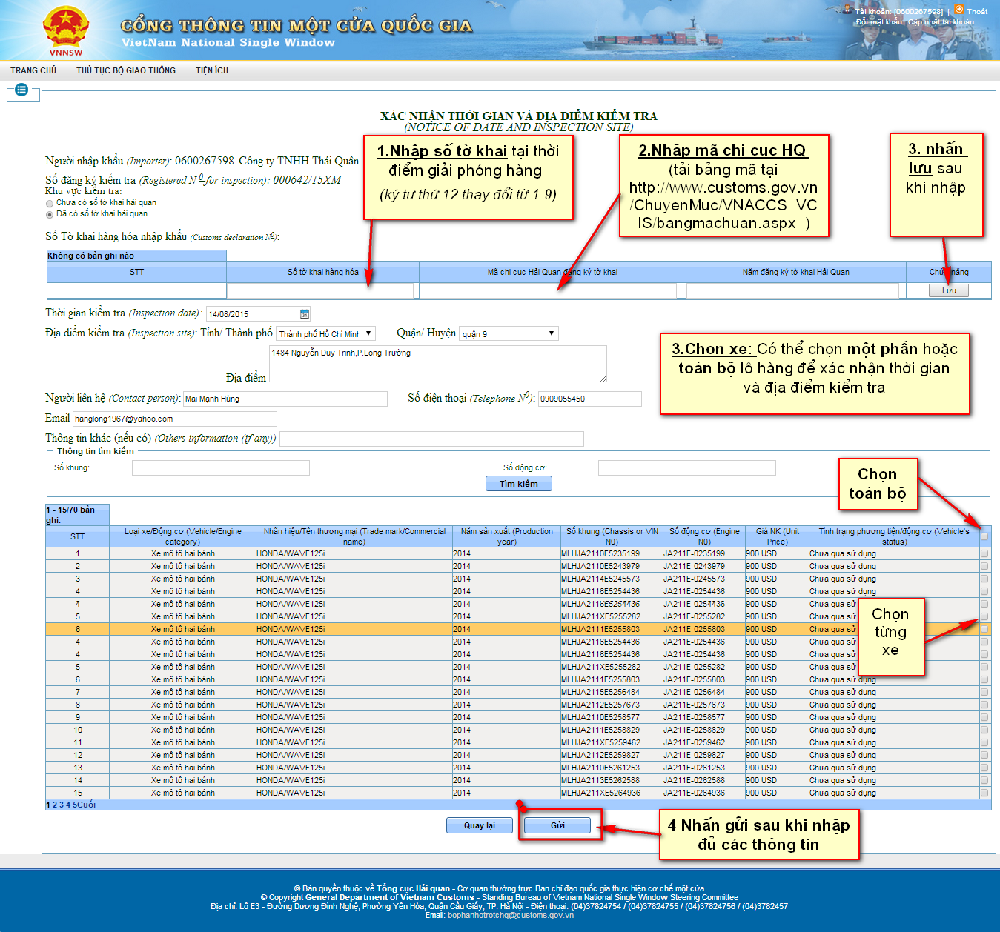 Tài khoản: [0600267598] | Thoát
Đổi mật khẩu Cập nhật tài khoản
CỔNG THÔNG TIN MỘT CỬA QUỐC GIA
VietNam National Single Window
VNNSW
TRANG CHỦ THỦ TỤC BỘ GIAO THÔNG TIỆN ÍCH
XÁC NHẬN THỜI GIAN VÀ ĐỊA ĐIỂM KIỂM TRA
(NOTICE OF DATE AND INSPECTION SITE)
1.Nhập số tờ khai tại thời
điểm giải phóng hàng
(ký tự thứ 12 thay đổi từ 1-9)
2.Nhập mã chi cục HQ
(tải bảng mã tại
http://www.customs.gov.vn
/ChuyenMuc/VNACCS_VC
IS/bangmachuan.aspx )
3. nhấn
lưu sau
khi nhập
Người nhập khẩu (Importer): 0600267598-Công ty TNHH Thái Quân
Số đăng ký kiểm tra (Registered N 0 for inspection): 000642/15XM
Khu vực kiểm tra:
Chưa có số tờ khai hải quan
Đã có số tờ khai hải quan
Số Tờ khai hàng hóa nhập khẩu (Customs declaration N0):
Không có bản ghi nào
STT Số tờ khai hàng hóa Mã chi cục Hải Quan đăng ký tờ khai Năm đăng ký tờ khai Hải Quan Chức năng
Lưu
Thời gian kiểm tra (Inspection date): 14/08/2015
Địa điểm kiểm tra (Inspection site): Tỉnh/ Thành phố Thành phố Hồ Chí Minh Quận/ Huyện quận 9
1484 Nguyễn Duy Trinh,P.Long Trường
Địa điểm
3.Chon xe: Có thể chọn một phần hoặc
toàn bộ lô hàng để xác nhận thời gian
và địa điểm kiểm tra
Người liên hệ (Contact person): Mai Mạnh Hùng Số điện thoại (Telephone N0): 0909055450
Email hanglong1967@yahoo.com
Thông tin khác (nếu có) (Others information (if any))
Thông tin tìm kiếm
Số khung: Số động cơ:
Tìm kiếm
Chọn
toàn bộ
1 - 15/70 bản
ghi.
STT Loại xe/Động cơ (Vehicle/Engine category) Nhãn hiệu/Tên thương mại (Trade mark/Commercial name) Năm sản xuất (Production year) Số khung (Chassis or VIN N0) Số động cơ (Engine N0) Giá NK (Unit Price) Tình trạng phương tiện/động cơ (Vehicle's status)
1 Xe mô tô hai bánh HONDA/WAVE125i 2014 MLHJA2110E5235199 JA211E-0235199 900 USD Chưa qua sử dụng
2 Xe mô tô hai bánh HONDA/WAVE125i 2014 MLHJA2110E5243979 JA211E-0243979 900 USD Chưa qua sử dụng
3 Xe mô tô hai bánh HONDA/WAVE125i 2014 MLHJA2114E5245573 JA211E-0245573 900 USD Chưa qua sử dụng
4 Xe mô tô hai bánh HONDA/WAVE125i 2014 MLHJA2116E5254436 JA211E-0254436 900 USD Chưa qua sử dụng
4 Xe mô tô hai bánh HONDA/WAVE125i 2014 MLHJA2116E5254436 JA211E-0254436 900 USD Chưa qua sử dụng
5 Xe mô tô hai bánh HONDA/WAVE125i 2014 MLHJA211XE5255282 JA211E-0255282 900 USD Chưa qua sử
6 Xe mô tô hai bánh HONDA/WAVE125i 2014 MLHJA2111E5255803 JA211E-0255803 900 USD Chưa qua sử
4 Xe mô tô hai bánh HONDA/WAVE125i 2014 MLHJA2116E5254436 JA211E-0254436 900 USD Chưa qua sử
4 Xe mô tô hai bánh HONDA/WAVE125i 2014 MLHJA2116E5254436 JA211E-0254436 900 USD Chưa qua sử
5 Xe mô tô hai bánh HONDA/WAVE125i 2014 MLHJA211XE5255282 JA211E-0255282 900 USD Chưa qua sử
6 Xe mô tô hai bánh HONDA/WAVE125i 2014 MLHJA2111E5255803 JA211E-0255803 900 USD Chưa qua sử dụng
7 Xe mô tô hai bánh HONDA/WAVE125i 2014 MLHJA2115E5256484 JA211E-0256484 900 USD Chưa qua sử dụng
8 Xe mô tô hai bánh HONDA/WAVE125i 2014 MLHJA2112E5257673 JA211E-0257673 900 USD Chưa qua sử dụng
9 Xe mô tô hai bánh HONDA/WAVE125i 2014 MLHJA2110E5258577 JA211E-0258577 900 USD Chưa qua sử dụng
10 Xe mô tô hai bánh HONDA/WAVE125i 2014 MLHJA2111E5258829 JA211E-0258829 900 USD Chưa qua sử dụng
11 Xe mô tô hai bánh HONDA/WAVE125i 2014 MLHJA211XE5259462 JA211E-0259462 900 USD Chưa qua sử dụng
12 Xe mô tô hai bánh HONDA/WAVE125i 2014 MLHJA2112E5259827 JA211E-0259827 900 USD Chưa qua sử dụng
13 Xe mô tô hai bánh HONDA/WAVE125i 2014 MLHJA2110E5261253 JA211E-0261253 900 USD Chưa qua sử dụng
14 Xe mô tô hai bánh HONDA/WAVE125i 2014 MLHJA2113E5262588 JA211E-0262588 900 USD Chưa qua sử dụng
15 Xe mô tô hai bánh HONDA/WAVE125i 2014 MLHJA211XE5264936 JA211E-0264936 900 USD Chưa qua sử dụng
Chọn
từng
xe
1 2 3 4 5Cuối
Quay lại Gửi
4 Nhấn gửi sau khi nhập
đủ các thông tin
© Bản quyền thuộc về Tổng cục Hải quan - Cơ quan thường trực Ban chỉ đạo quốc gia thực hiện cơ chế một cửa
© Copyright General Department of Vietnam Customs - Standing Bureau of Vietnam National Single Window Steering Committee
Địa chỉ: Lô E3 - Đường Dương Đình Nghệ, Phường Yên Hòa, Quận Cầu Giấy, TP. Hà Nội - Điện thoại: (04)37824754 / (04)37824755 / (04)37824756 / (04)3782457
Email: bophanhotrotchq@customs.gov.vn